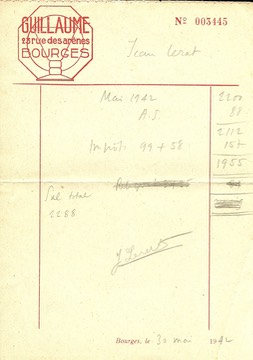 GUILLAUME
23 rue des arènes
BOURGES
Nº 003445
Jean
Mai 1942 2200
A.S. 88
2112
Impôts 99 + 58 157
1955
Sal. total
2288
Bourges, le 30 mai 1942